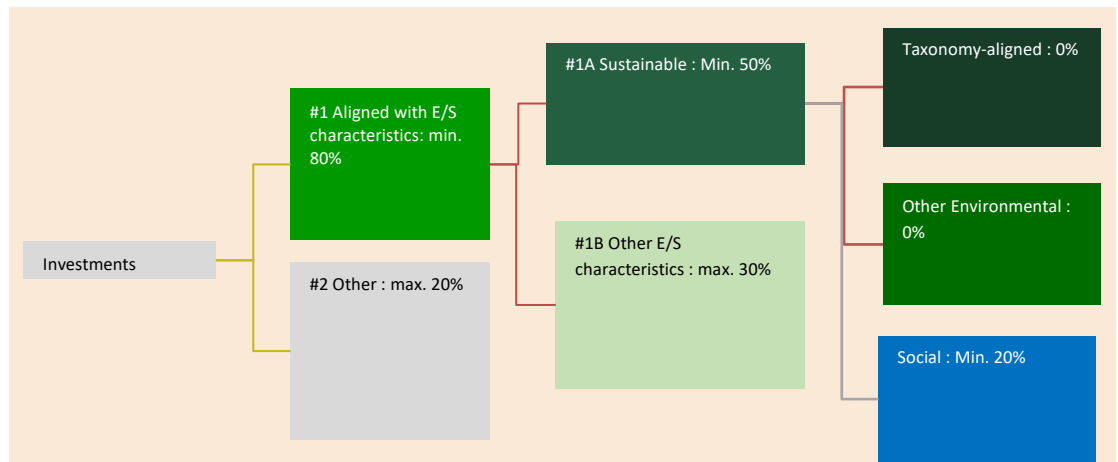 Investments
#1 Aligned with E/S
characteristics: min.
80%
#2 Other : max. 20%
#1A Sustainable : Min. 50%
#1B Other E/S
characteristics : max. 30%
Taxonomy-aligned : 0%
Other Environmental :
0%
Social : Min. 20%